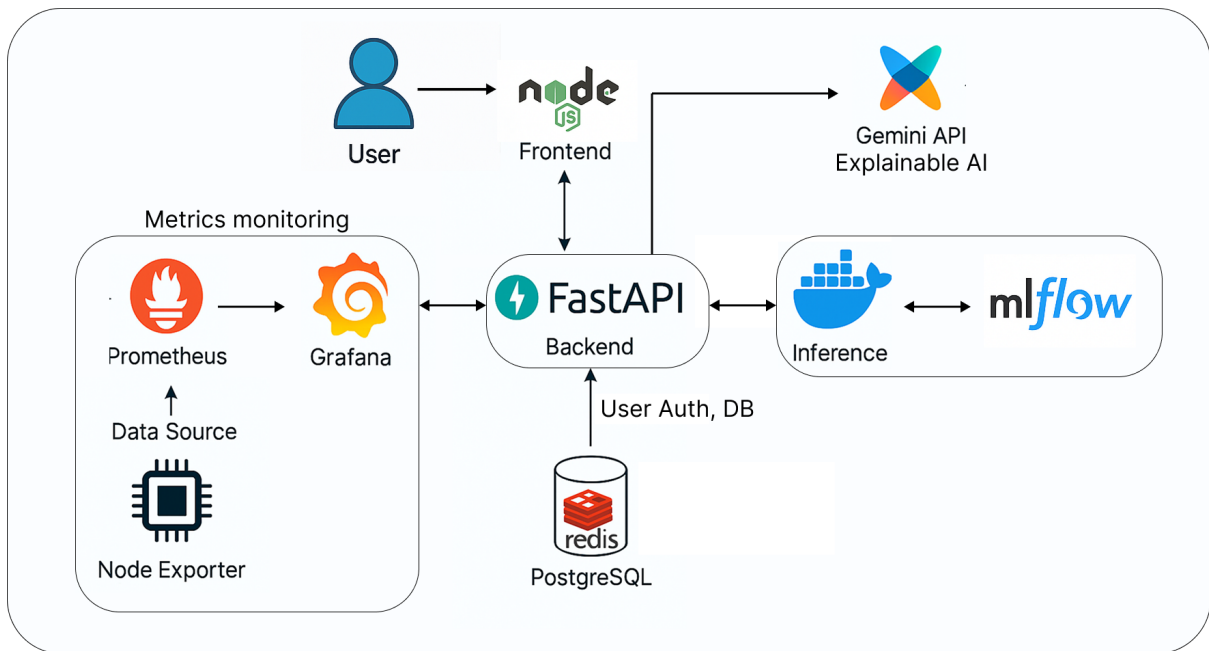 node
JS
User
Frontend
Gemini API
Explainable AI
Metrics monitoring
Prometheus
Grafana
FastAPI
Backend
Inference
mlflow
Data Source
User Auth, DB
Node Exporter
redis
PostgreSQL